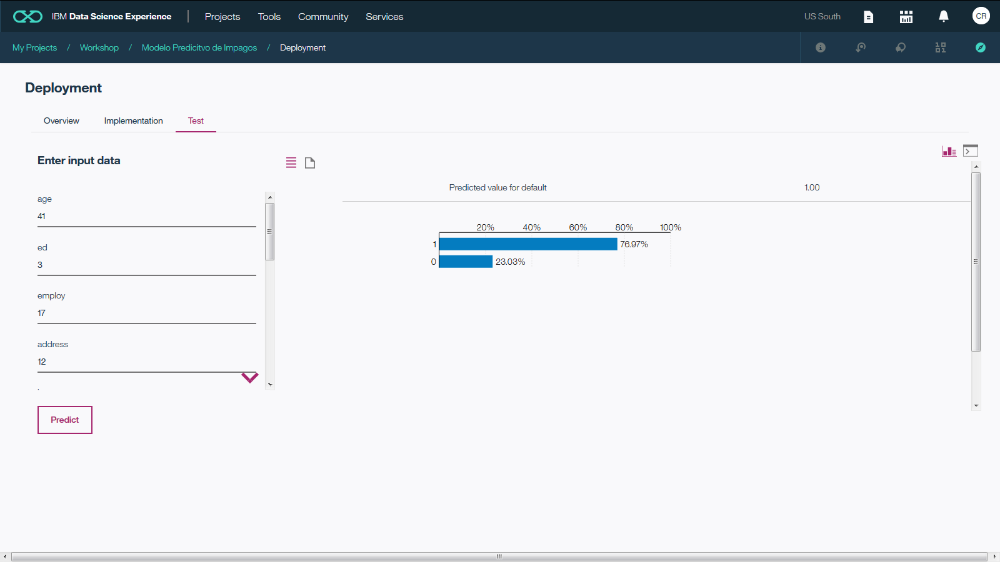 IBM Data Science Experience | Projects Tools Community Services US South CR
My Projects / Workshop / Modelo Predicitvo de Impagos / Deployment
Deployment
Overview Implementation Test
Enter input data
age
41
ed
3
employ
17
address
12
Predict
Predicted value for default 1.00
20% 40% 60% 80% 100%
1 76.97%
0 23.03%